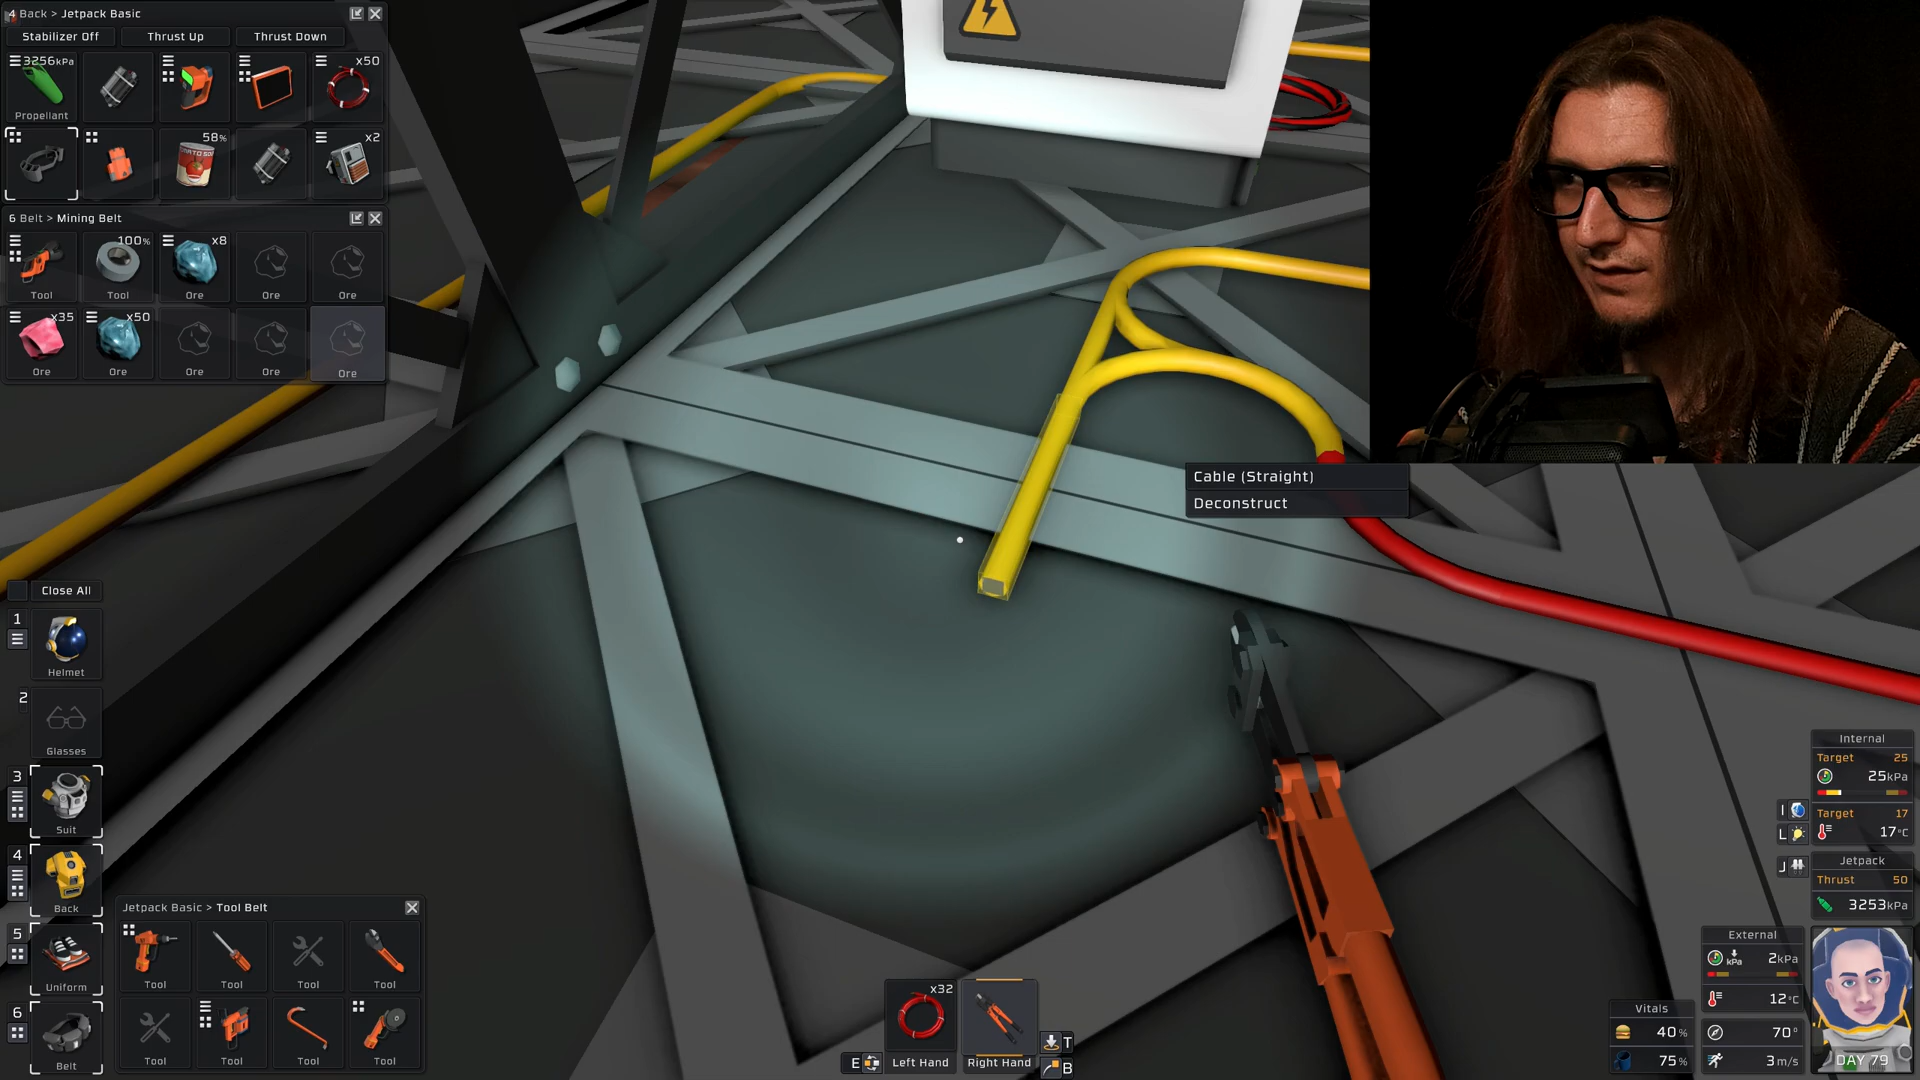 4 Back > Jetpack Basic
Stabilizer Off
Thrust Up
Thrust Down
3256kPa
x50
Propellant
58%
x2
6 Belt > Mining Belt
100%
x8
Tool
Tool
Ore
Ore
Ore
x35
x50
Ore
Ore
Ore
Ore
Ore
Cable (Straight)
Deconstruct
Close All
1
Helmet
2
Glasses
3
Suit
4
Back
5
Uniform
6
Belt
Jetpack Basic > Tool Belt
Tool
Tool
Tool
Tool
Tool
Tool
Tool
Tool
x32
E
Left Hand
Right Hand
T
B
Internal
Target 25
25kPa
I
Target 17
L
17°C
J
Jetpack
Thrust 50
3253kPa
External
kPa
2kPa
12°C
Vitals
40%
70°
75%
3m/s
DAY 79